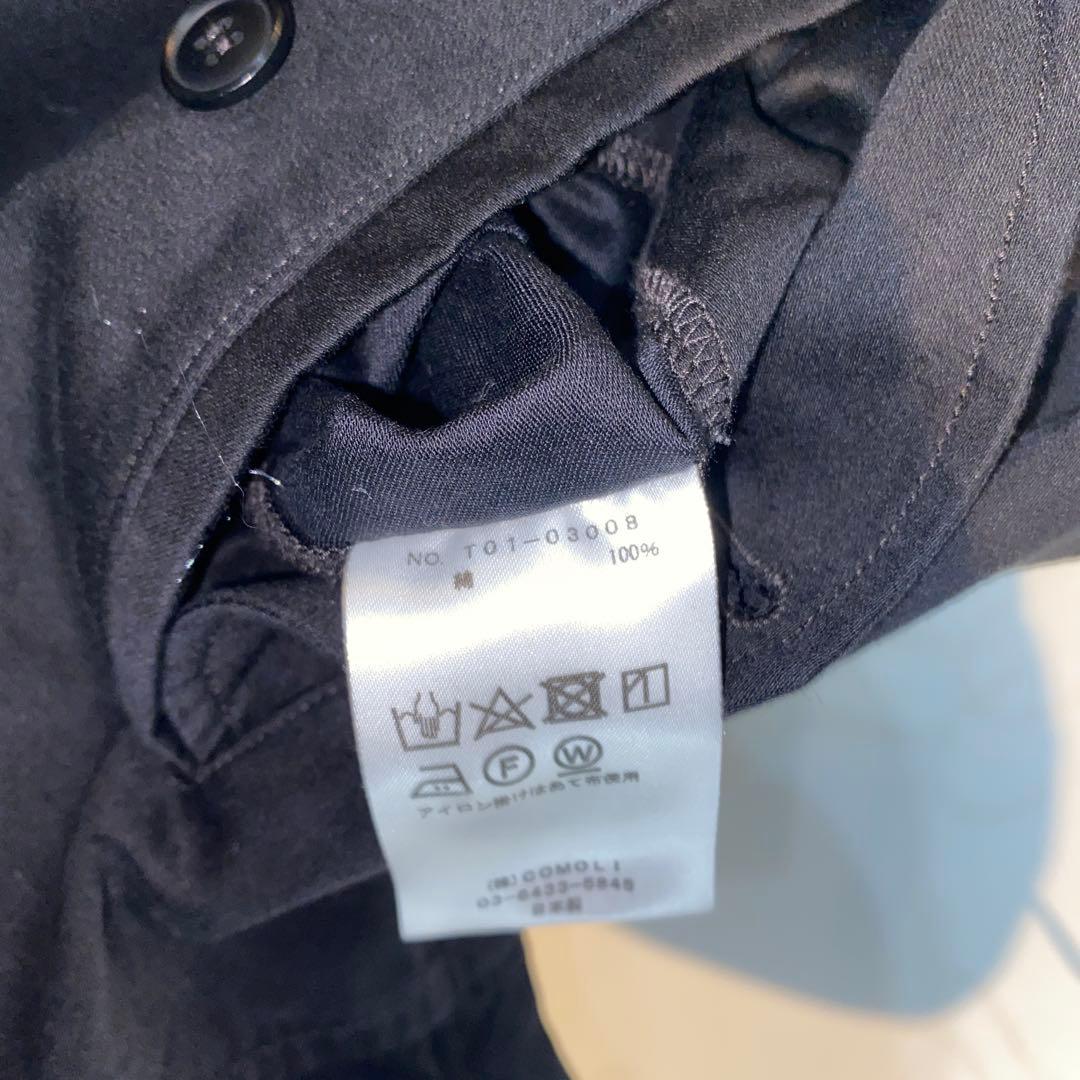 NO. T01-03008
綿 100%
F W
アイロン掛けはあて布使用
(株)COMOLI
03-6433-5845
日本製